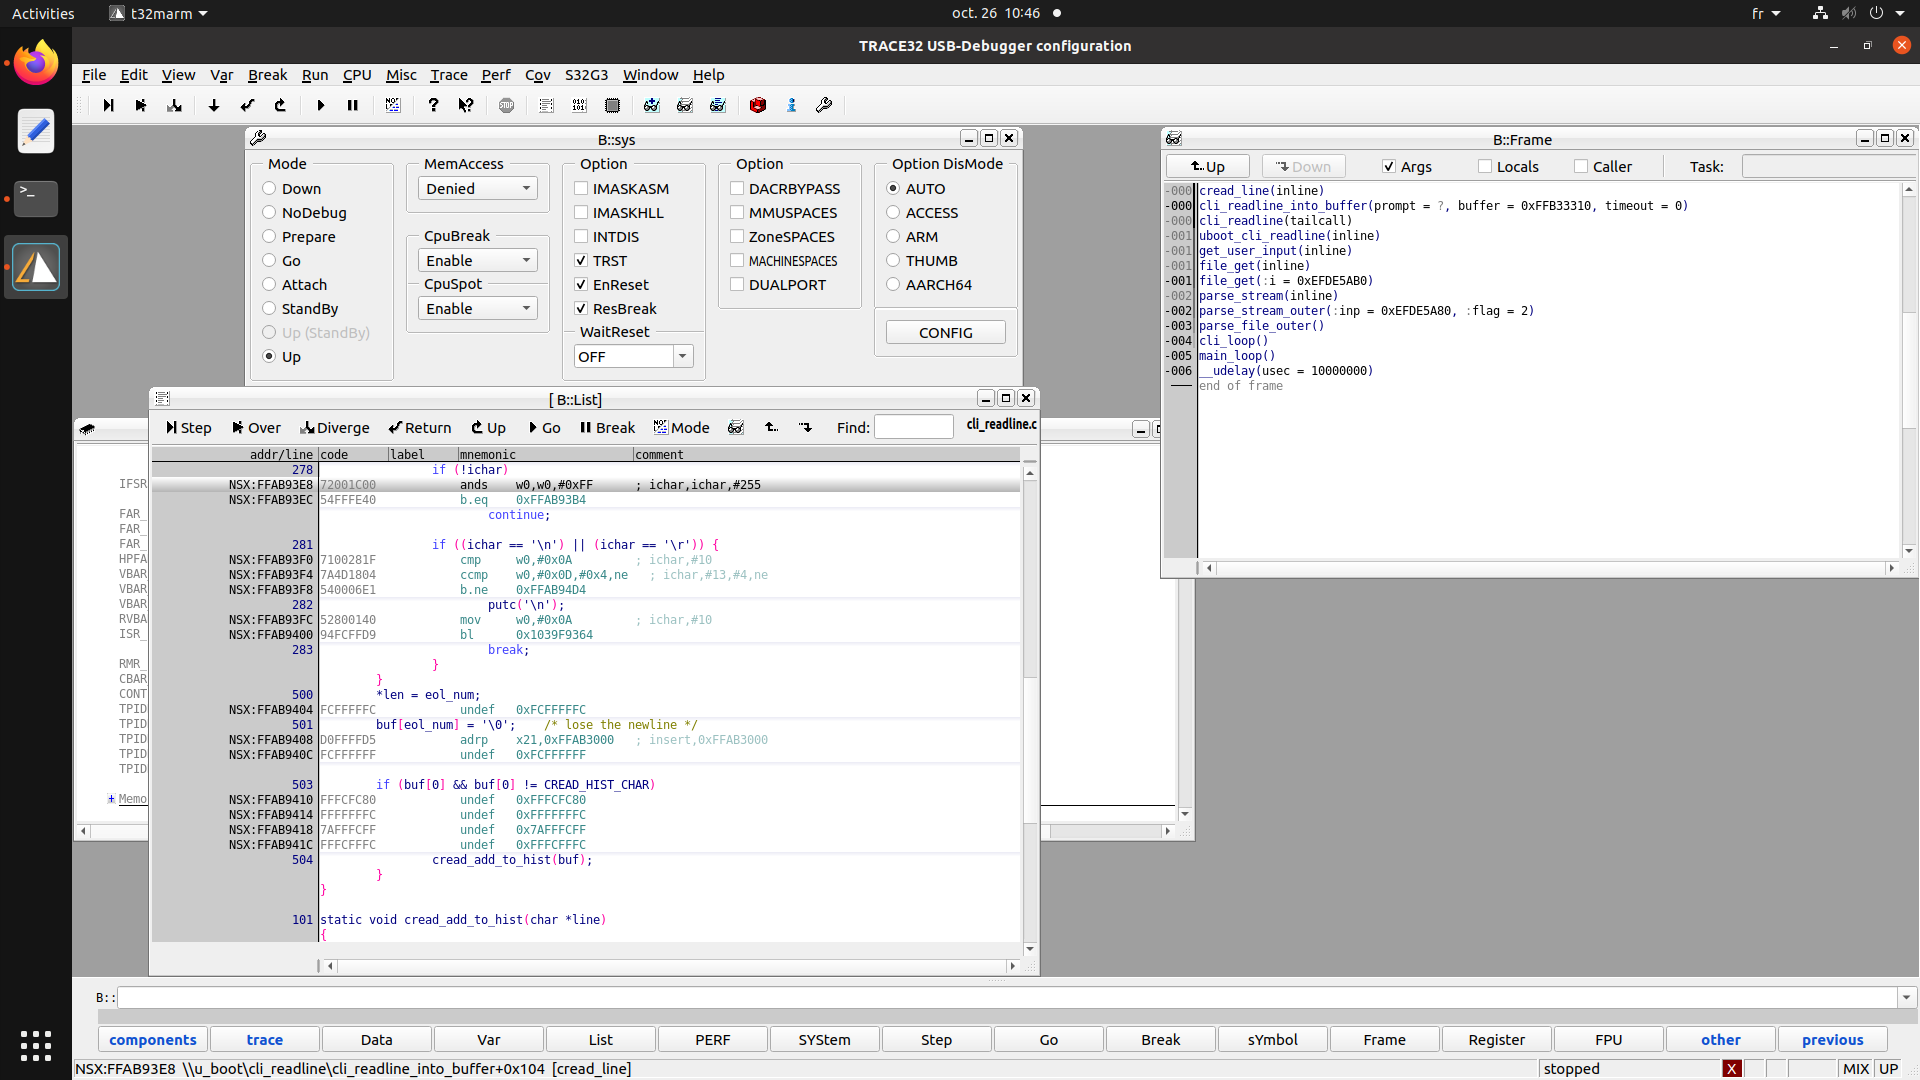 Activities
t32marm
oct. 26 10:46
fr
TRACE32 USB-Debugger configuration
File Edit View Var Break Run CPU Misc Trace Perf Cov S32G3 Window Help
B::sys
Mode
Down
NoDebug
Prepare
Go
Attach
StandBy
Up (StandBy)
Up
MemAccess
Denied
CpuBreak
Enable
CpuSpot
Enable
Option
IMASKASM
IMASKHLL
INTDIS
TRST
EnReset
ResBreak
WaitReset
OFF
Option
DACRBYPASS
MMUSPACES
ZoneSPACES
MACHINESPACES
DUALPORT
Option DisMode
AUTO
ACCESS
ARM
THUMB
AARCH64
CONFIG
B::Frame
Up Down Args Locals Caller Task:
-000 cread_line(inline)
-000 cli_readline_into_buffer(prompt = ?, buffer = 0xFFB33310, timeout = 0)
-000 cli_readline(tailcall)
-001 uboot_cli_readline(inline)
-001 get_user_input(inline)
-001 file_get(inline)
-001 file_get(:i = 0xEFDE5AB0)
-002 parse_stream(inline)
-002 parse_stream_outer(:inp = 0xEFDE5A80, :flag = 2)
-003 parse_file_outer()
-004 cli_loop()
-005 main_loop()
-006 __udelay(usec = 10000000)
end of frame
IFSR
FAR_
FAR_
FAR_
HPFA
VBAR
VBAR
VBAR
RVBA
ISR_
RMR_
CBAR
CONT
TPID
TPID
TPID
TPID
TPID
+ Memo
[ B::List]
Step Over Diverge Return Up Go Break Mode Find: cli_readline.c
addr/line code label mnemonic comment
278 if (!ichar)
NSX:FFAB93E8 72001C00 ands w0,w0,#0xFF ; ichar,ichar,#255
NSX:FFAB93EC 54FFFE40 b.eq 0xFFAB93B4
continue;
281 if ((ichar == '\n') || (ichar == '\r')) {
NSX:FFAB93F0 7100281F cmp w0,#0x0A ; ichar,#10
NSX:FFAB93F4 7A4D1804 ccmp w0,#0x0D,#0x4,ne ; ichar,#13,#4,ne
NSX:FFAB93F8 540006E1 b.ne 0xFFAB94D4
282 putc('\n');
NSX:FFAB93FC 52800140 mov w0,#0x0A ; ichar,#10
NSX:FFAB9400 94FCFFD9 bl 0x1039F9364
283 break;
}
}
500 *len = eol_num;
NSX:FFAB9404 FCFFFFFC undef 0xFCFFFFFC
501 buf[eol_num] = '\0'; /* lose the newline */
NSX:FFAB9408 D0FFFFD5 adrp x21,0xFFAB3000 ; insert,0xFFAB3000
NSX:FFAB940C FCFFFFFF undef 0xFCFFFFFF
503 if (buf[0] && buf[0] != CREAD_HIST_CHAR)
NSX:FFAB9410 FFFCFC80 undef 0xFFFCFC80
NSX:FFAB9414 FFFFFFFC undef 0xFFFFFFFC
NSX:FFAB9418 7AFFFCFF undef 0x7AFFFCFF
NSX:FFAB941C FFFCFFFC undef 0xFFFCFFFC
504 cread_add_to_hist(buf);
}
}
101 static void cread_add_to_hist(char *line)
{
B::
components trace Data Var List PERF SYStem Step Go Break sYmbol Frame Register FPU other previous
NSX:FFAB93E8 \\u_boot\cli_readline\cli_readline_into_buffer+0x104 [cread_line] stopped X MIX UP